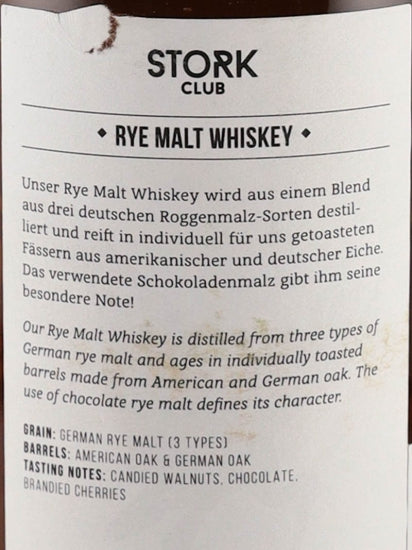 STORK
CLUB
◆ RYE MALT WHISKEY ◆
Unser Rye Malt Whiskey wird aus einem Blend
aus drei deutschen Roggenmalz-Sorten destil-
liert und reift in individuell für uns getoasteten
Fässern aus amerikanischer und deutscher Eiche.
Das verwendete Schokoladenmalz gibt ihm seine
besondere Note!
Our Rye Malt Whiskey is distilled from three types of
German rye malt and ages in individually toasted
barrels made from American and German oak. The
use of chocolate rye malt defines its character.
GRAIN: GERMAN RYE MALT (3 TYPES)
BARRELS: AMERICAN OAK & GERMAN OAK
TASTING NOTES: CANDIED WALNUTS, CHOCOLATE,
BRANDIED CHERRIES